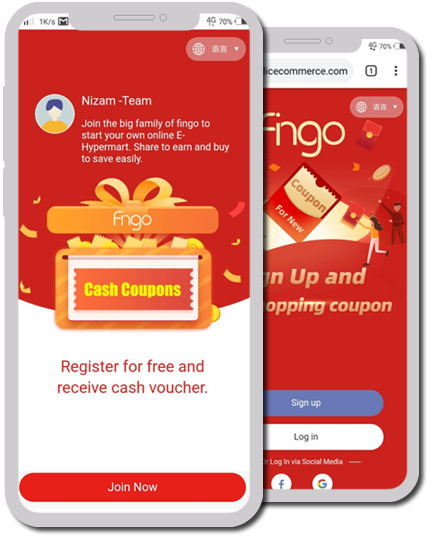 1K/s
4G 70%
语言
Nizam -Team
Join the big family of fingo to
start your own online E-
Hypermart. Share to earn and buy
to save easily.
fingo
Cash Coupons
Register for free and
receive cash voucher.
Join Now
4G 70%
licecommerce.com
1
语言
fingo
Coupon
For New
gn Up and
hopping coupon
Sign up
Log in
Or Log In via Social Media
f
G